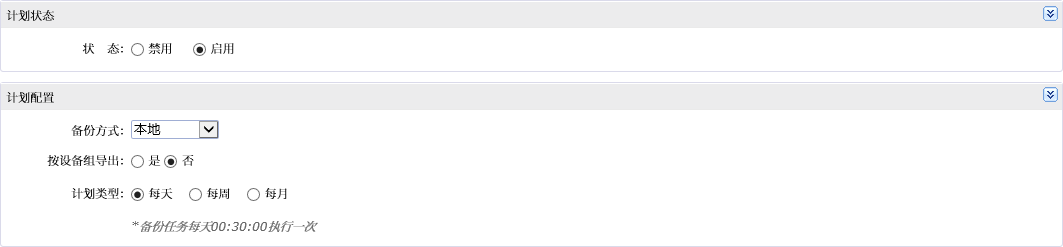 计划状态
状 态: 禁用 启用
计划配置
备份方式: 本地
按设备组导出: 是 否
计划类型: 每天 每周 每月
*备份任务每天00:30:00执行一次